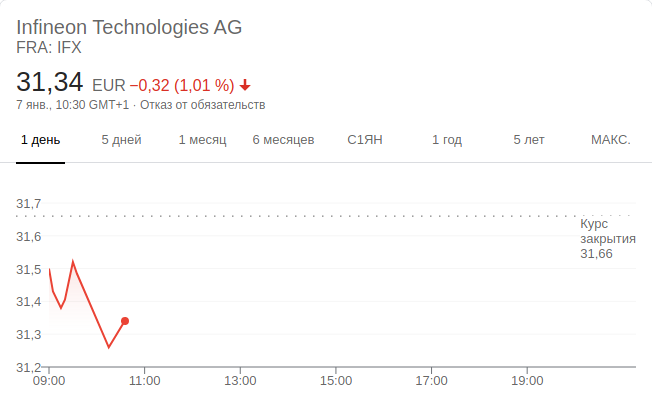 Infineon Technologies AG
FRA: IFX
31,34 EUR −0,32 (1,01 %)
7 янв., 10:30 GMT+1 · Отказ от обязательств
1 день 5 дней 1 месяц 6 месяцев С1ЯН 1 год 5 лет МАКС.
31,7
Курс
закрытия
31,66
31,6
31,5
31,4
31,3
31,2
09:00 11:00 13:00 15:00 17:00 19:00